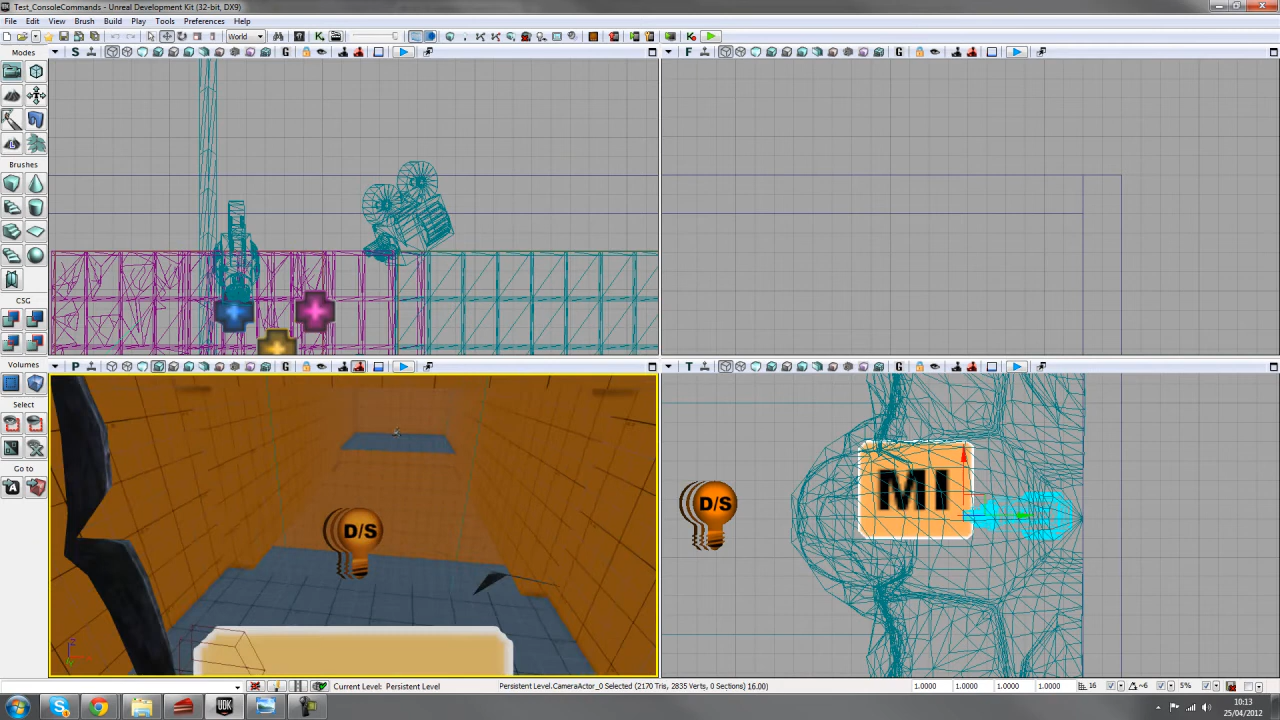 Test_ConsoleCommands - Unreal Development Kit (32-bit, DX9)
File Edit View Brush Build Play Tools Preferences Help
World
Modes
Brushes
CSG
Volumes
Select
Go to
S
G
F
G
P
G
T
G
D/S
MI
D/S
Current Level: Persistent Level
Persistent Level.CameraActor_0 Selected (2170 Tris, 2835 Verts, 0 Sections) 16.00)
1.0000 1.0000 1.0000 1.0000 16 ~6 5%
UDK
10:13
25/04/2012